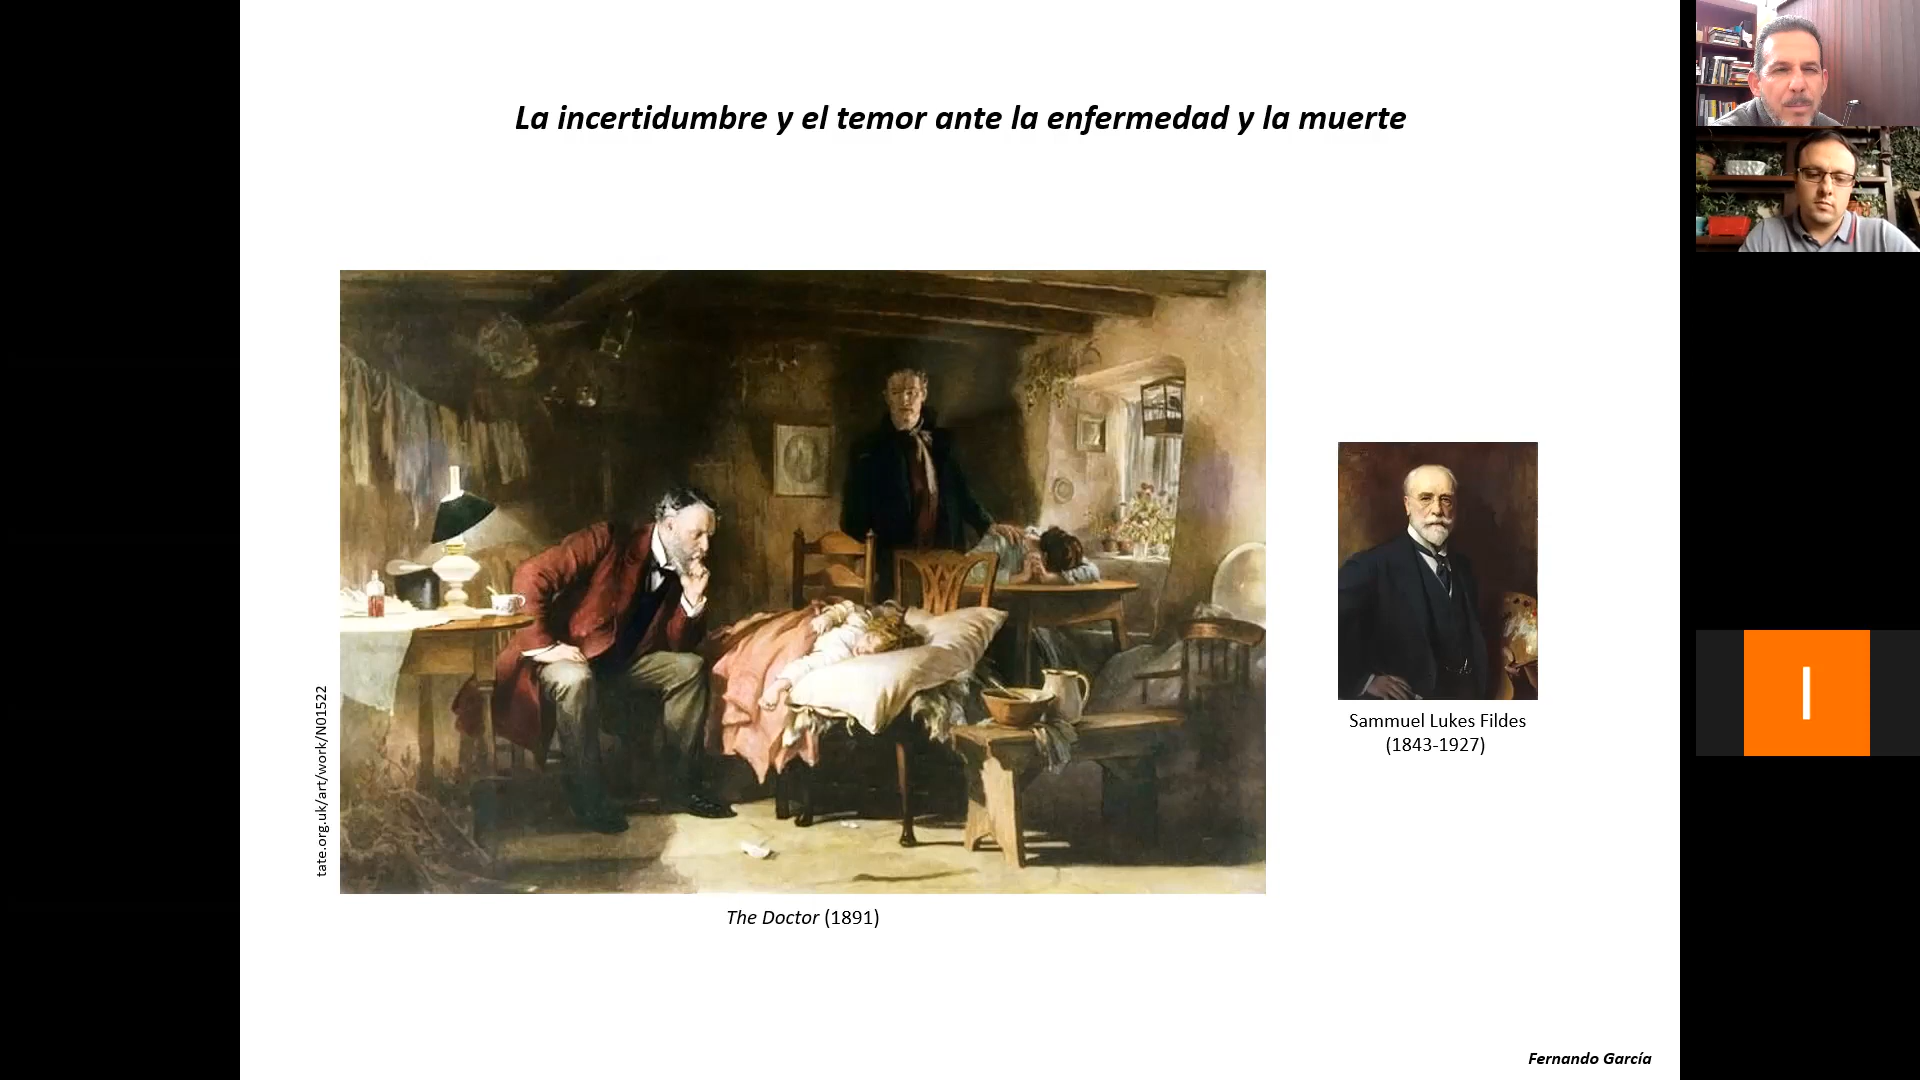 La incertidumbre y el temor ante la enfermedad y la muerte
tate.org.uk/art/work/N01522
Sammuel Lukes Fildes
(1843-1927)
The Doctor (1891)
I
Fernando García